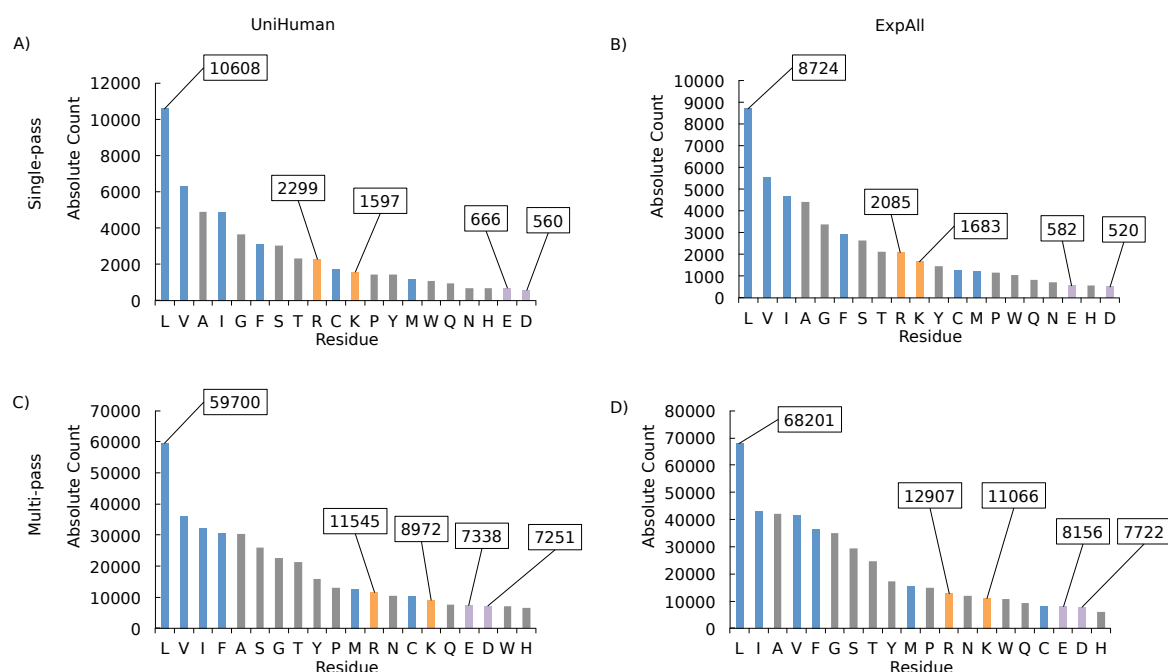 UniHuman
ExpAll
Single-pass
Multi-pass
A)
Absolute Count
12000
10000
8000
6000
4000
2000
0
10608
2299
1597
666
560
L V A I G F S T R C K P Y M W Q N H E D
Residue
B)
Absolute Count
10000
9000
8000
7000
6000
5000
4000
3000
2000
1000
0
8724
2085
1683
582
520
L V I A G F S T R K Y C M P W Q N E H D
Residue
C)
Absolute Count
70000
60000
50000
40000
30000
20000
10000
0
59700
11545
8972
7338
7251
L V I F A S G T Y P M R N C K Q E D W H
Residue
D)
Absolute Count
80000
70000
60000
50000
40000
30000
20000
10000
0
68201
12907
11066
8156
7722
L I A V F G S T Y M P R N K W Q C E D H
Residue